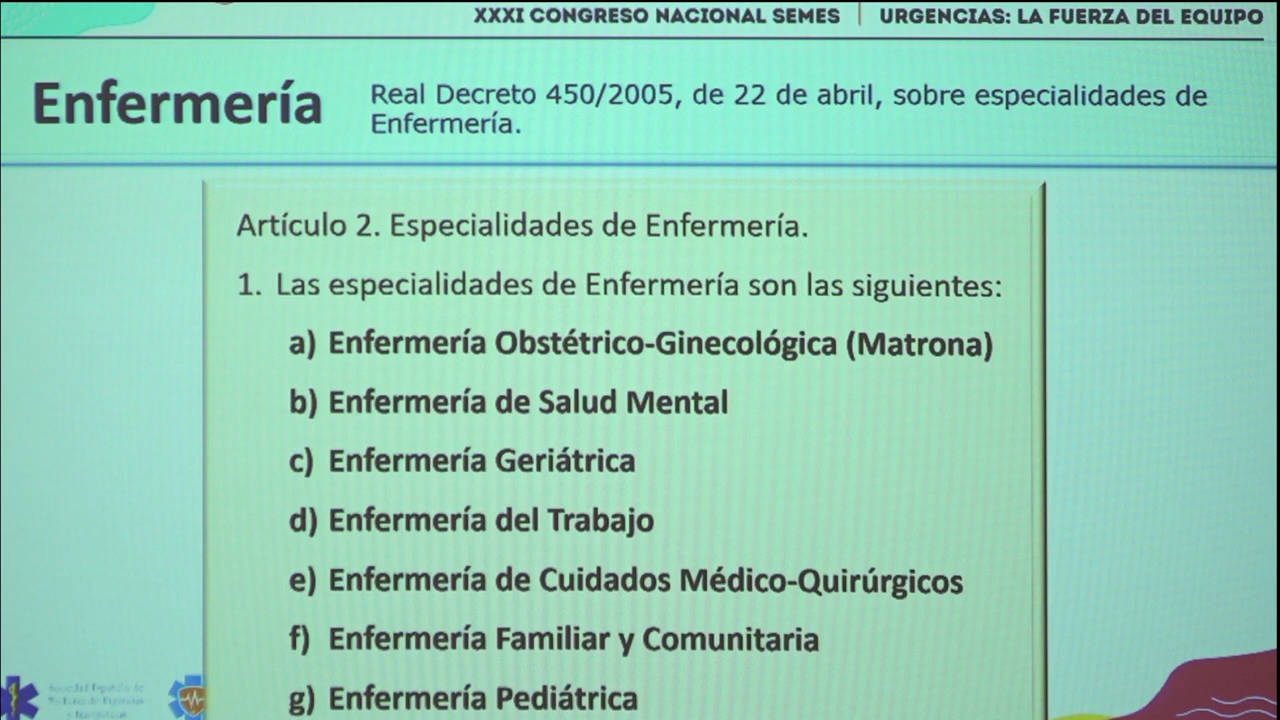 XXXI CONGRESO NACIONAL SEMES | URGENCIAS: LA FUERZA DEL EQUIPO
Enfermería
Real Decreto 450/2005, de 22 de abril, sobre especialidades de
Enfermería.
Artículo 2. Especialidades de Enfermería.
1. Las especialidades de Enfermería son las siguientes:
a) Enfermería Obstétrico-Ginecológica (Matrona)
b) Enfermería de Salud Mental
c) Enfermería Geriátrica
d) Enfermería del Trabajo
e) Enfermería de Cuidados Médico-Quirúrgicos
f) Enfermería Familiar y Comunitaria
g) Enfermería Pediátrica